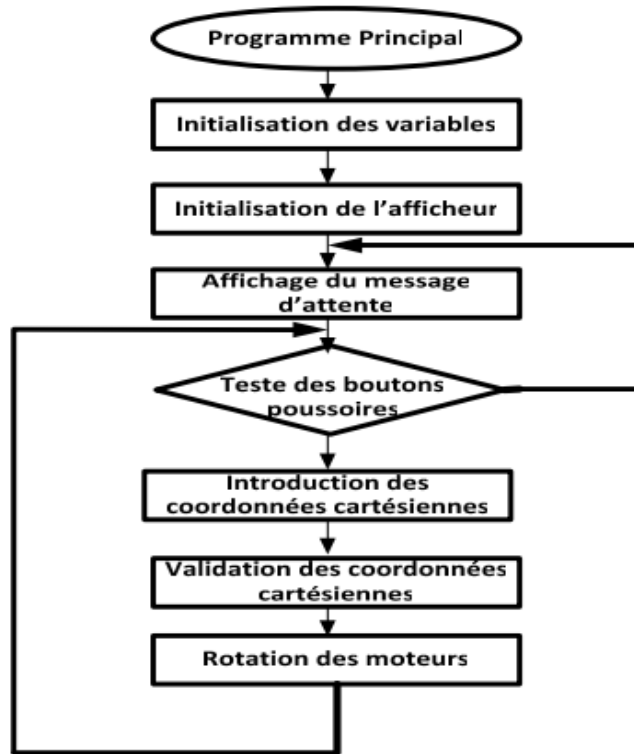 Programme Principal
Initialisation des variables
Initialisation de l'afficheur
Affichage du message
d'attente
Teste des boutons
poussoires
Introduction des
coordonnées cartésiennes
Validation des coordonnées
cartésiennes
Rotation des moteurs